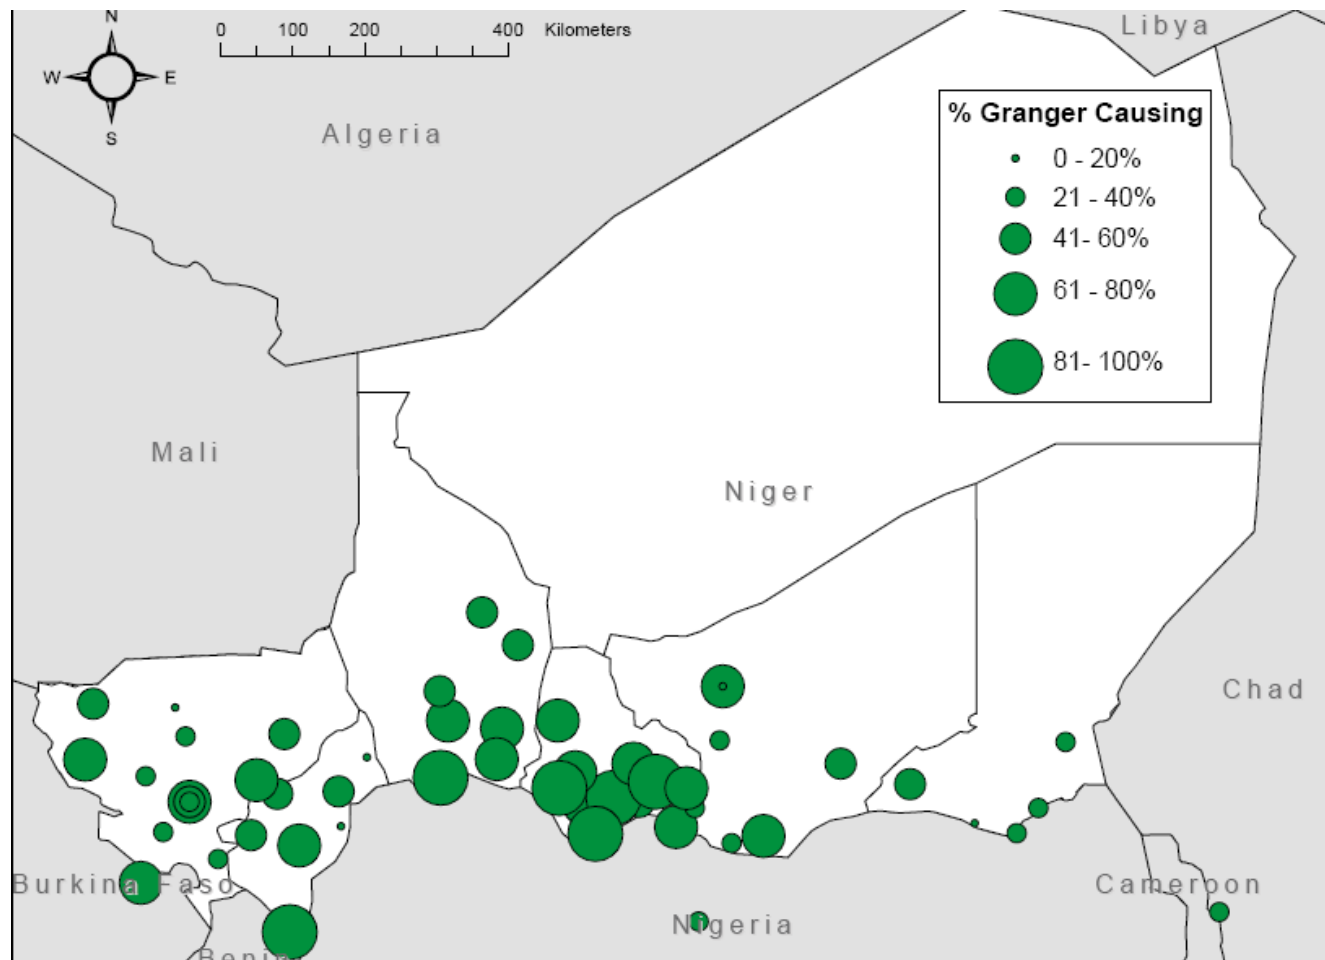 N
W E
S
0 100 200 400 Kilometers
Libya
Algeria
% Granger Causing
0 - 20%
21 - 40%
41- 60%
61 - 80%
81- 100%
Mali
Niger
Chad
Burkina Faso
Cameroon
Nigeria
Benin